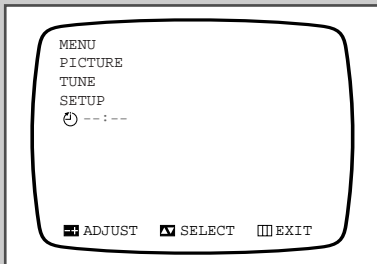 MENU
PICTURE
TUNE
SETUP
--:--
ADJUST SELECT EXIT